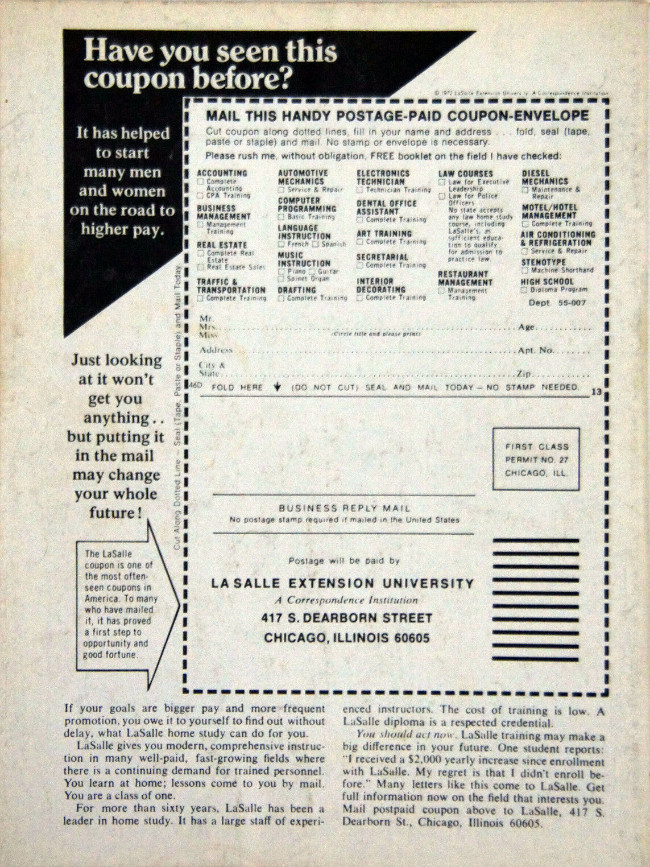 Have you seen this
coupon before?
© 1972 LaSalle Extension University, A Correspondence Institution
It has helped
to start
many men
and women
on the road to
higher pay.
MAIL THIS HANDY POSTAGE-PAID COUPON-ENVELOPE
Cut coupon along dotted lines, fill in your name and address . . . fold, seal (tape,
paste or staple) and mail. No stamp or envelope is necessary.
Please rush me, without obligation, FREE booklet on the field I have checked:
ACCOUNTING
☐ Complete
Accounting
☐ CPA Training
BUSINESS
MANAGEMENT
☐ Management
Training
REAL ESTATE
☐ Complete Real
Estate
☐ Real Estate Sales
TRAFFIC &
TRANSPORTATION
☐ Complete Training
AUTOMOTIVE
MECHANICS
☐ Service & Repair
COMPUTER
PROGRAMMING
☐ Basic Training
LANGUAGE
INSTRUCTION
☐ French ☐ Spanish
MUSIC
INSTRUCTION
☐ Piano ☐ Guitar
☐ Spinet Organ
DRAFTING
☐ Complete Training
ELECTRONICS
TECHNICIAN
☐ Technician Training
DENTAL OFFICE
ASSISTANT
☐ Complete Training
ART TRAINING
☐ Complete Training
SECRETARIAL
☐ Complete Training
INTERIOR
DECORATING
☐ Complete Training
LAW COURSES
☐ Law for Executive
Leadership
☐ Law for Police
Officers
No state accepts
any law home study
course, including
LaSalle's, as
sufficient educa-
tion to qualify
for admission to
practice law.
RESTAURANT
MANAGEMENT
☐ Management
Training
DIESEL
MECHANICS
☐ Maintenance &
Repair
MOTEL/HOTEL
MANAGEMENT
☐ Complete Training
AIR CONDITIONING
& REFRIGERATION
☐ Service & Repair
STENOTYPE
☐ Machine Shorthand
HIGH SCHOOL
☐ Diploma Program
Dept. 55-007
Mr.
Mrs.
Miss
(Circle title and please print)
Age
Address
Apt. No.
City &
State
Zip
46D FOLD HERE ↓ (DO NOT CUT) SEAL AND MAIL TODAY – NO STAMP NEEDED. 13
Cut Along Dotted Line – Seal (Tape, Paste or Staple) and Mail Today
Just looking
at it won't
get you
anything . .
but putting it
in the mail
may change
your whole
future!
The LaSalle
coupon is one of
the most often-
seen coupons in
America. To many
who have mailed
it, it has proved
a first step to
opportunity and
good fortune.
FIRST CLASS
PERMIT NO. 27
CHICAGO, ILL.
BUSINESS REPLY MAIL
No postage stamp required if mailed in the United States
Postage will be paid by
LA SALLE EXTENSION UNIVERSITY
A Correspondence Institution
417 S. DEARBORN STREET
CHICAGO, ILLINOIS 60605
If your goals are bigger pay and more frequent
promotion, you owe it to yourself to find out without
delay, what LaSalle home study can do for you.
LaSalle gives you modern, comprehensive instruc-
tion in many well-paid, fast-growing fields where
there is a continuing demand for trained personnel.
You learn at home; lessons come to you by mail.
You are a class of one.
For more than sixty years, LaSalle has been a
leader in home study. It has a large staff of experi-
enced instructors. The cost of training is low. A
LaSalle diploma is a respected credential.
You should act now. LaSalle training may make a
big difference in your future. One student reports:
"I received a $2,000 yearly increase since enrollment
with LaSalle. My regret is that I didn't enroll be-
fore." Many letters like this come to LaSalle. Get
full information now on the field that interests you.
Mail postpaid coupon above to LaSalle, 417 S.
Dearborn St., Chicago, Illinois 60605.